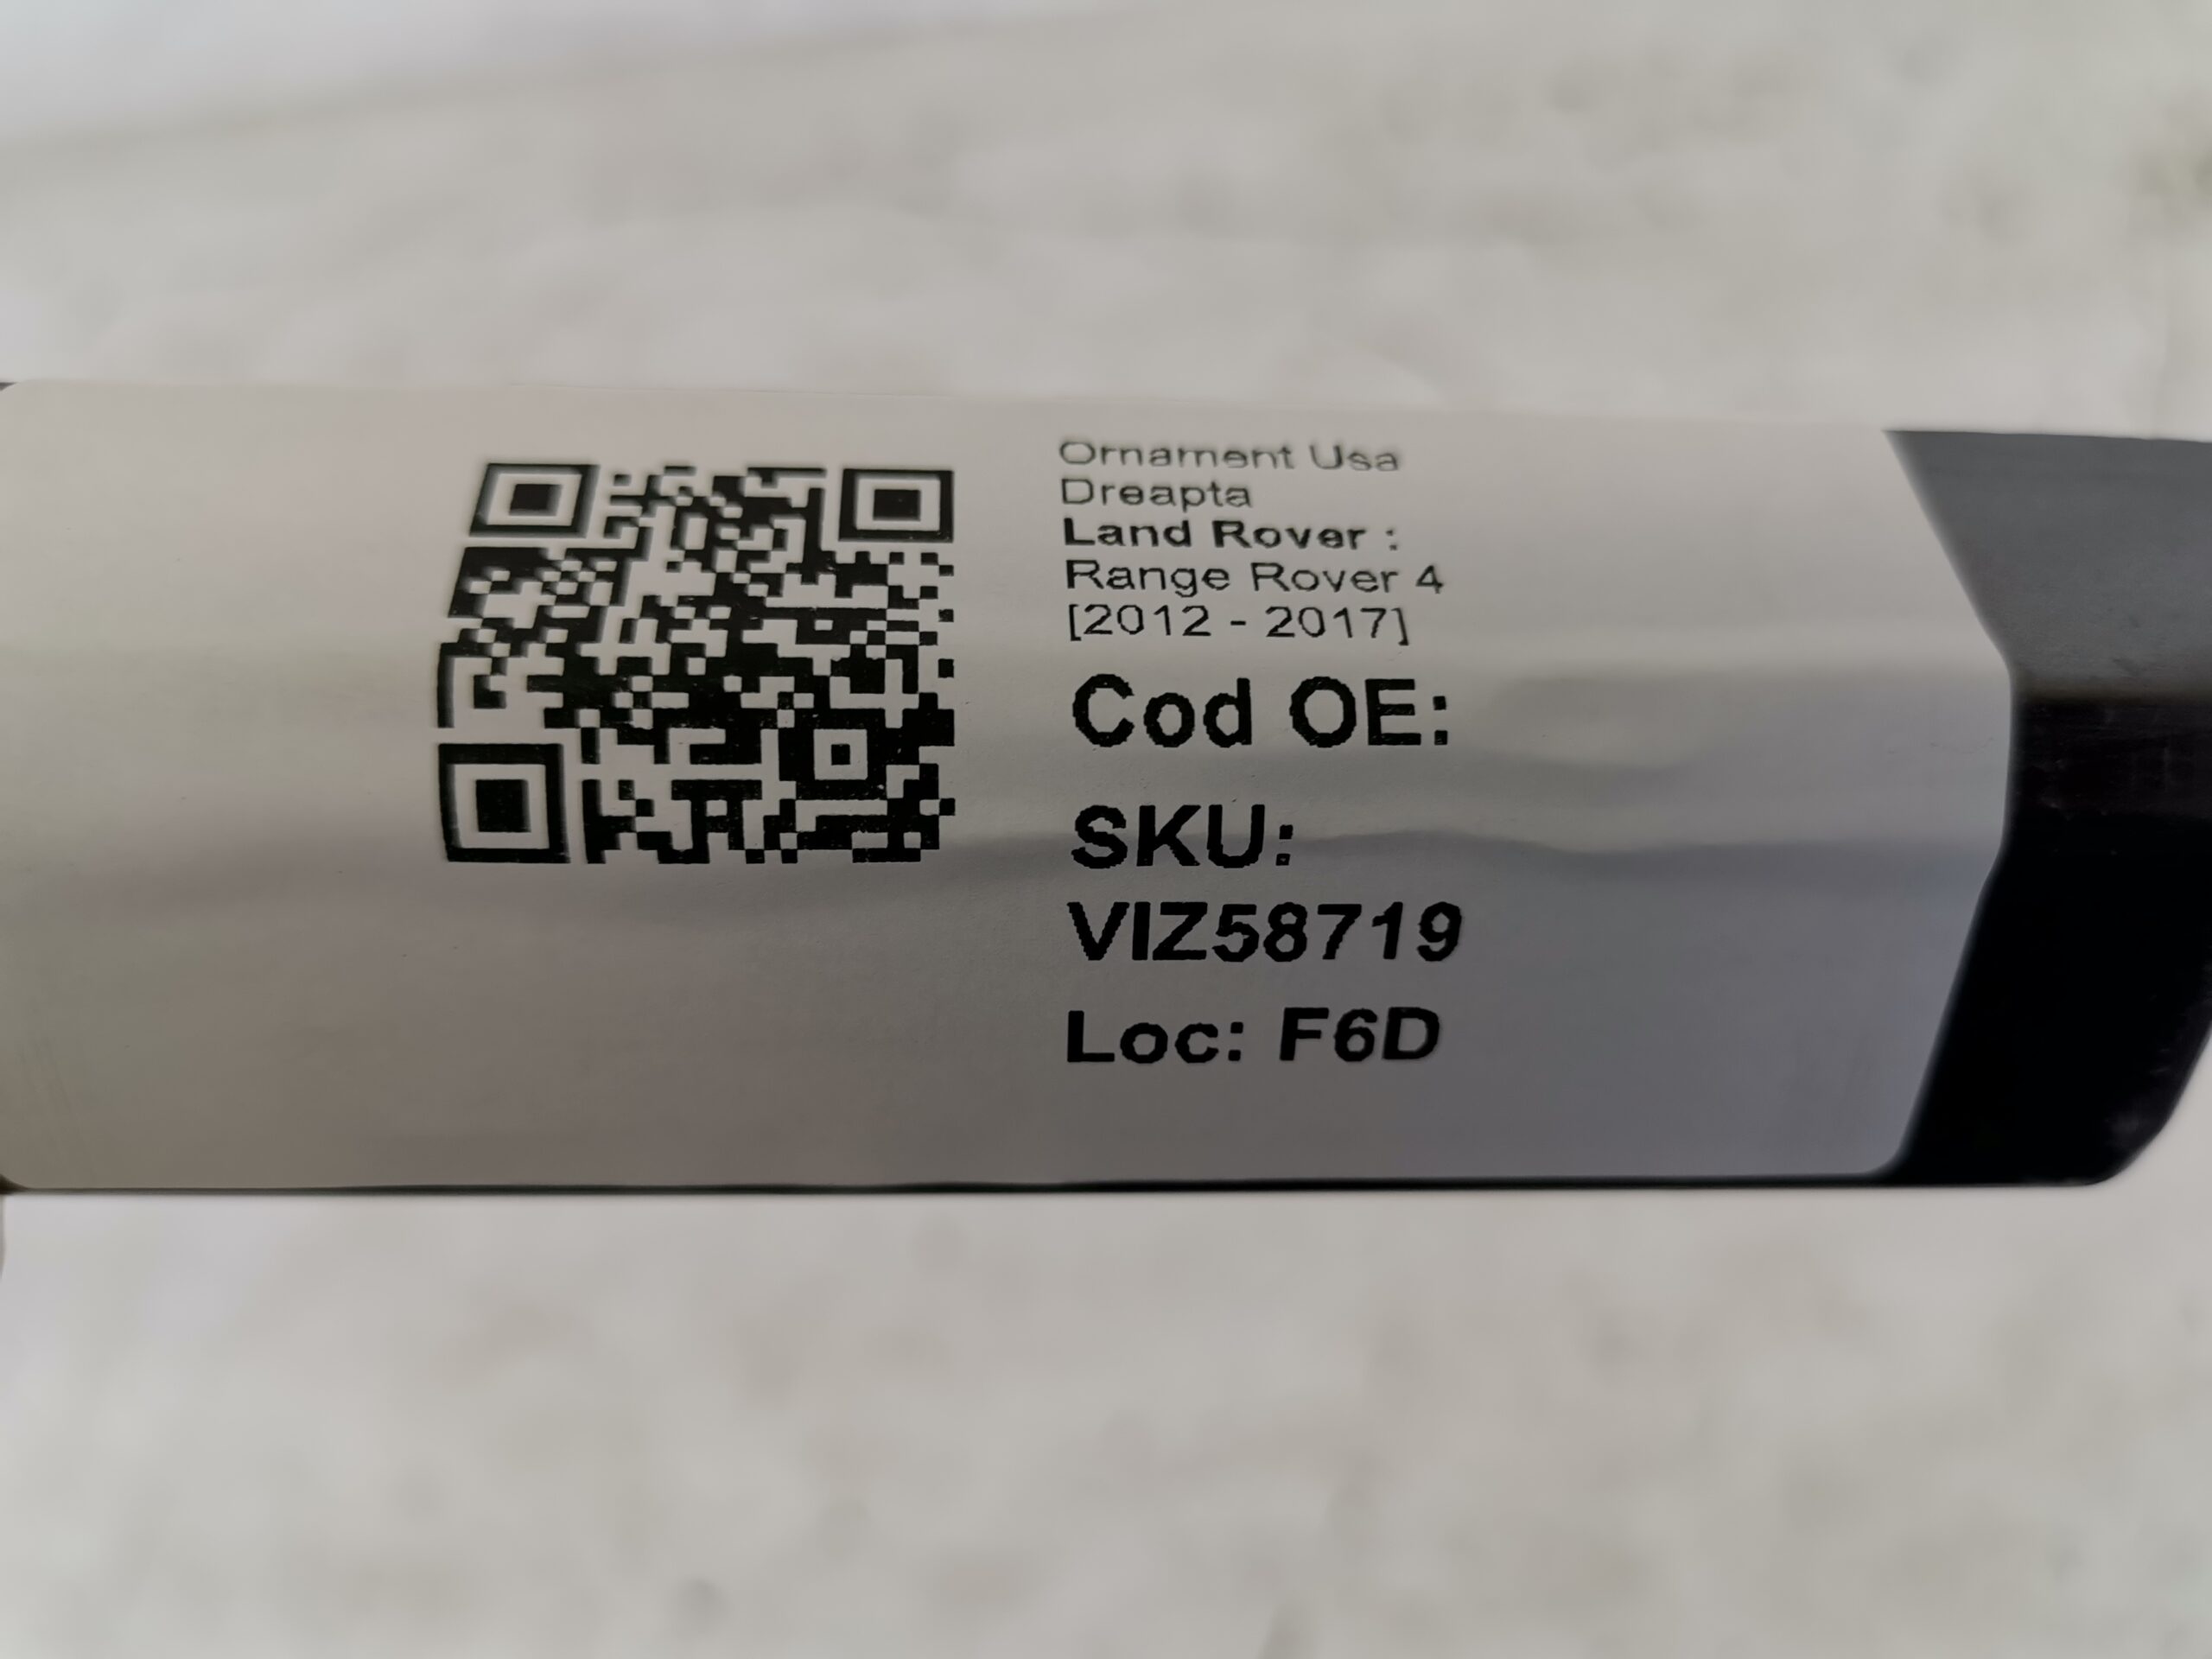 Ornament Usa
Dreapta
Land Rover :
Range Rover 4
[2012 - 2017]
Cod OE:
SKU:
VIZ58719
Loc: F6D